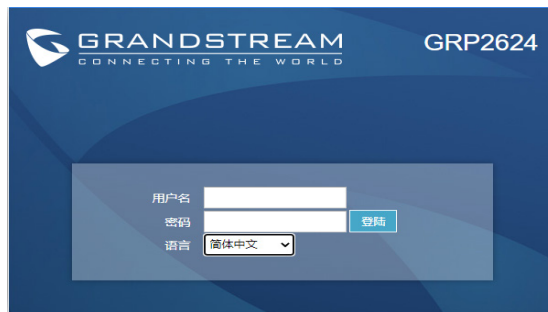 GRANDSTREAM
CONNECTING THE WORLD
GRP2624
用户名
密码
登陆
语言
简体中文